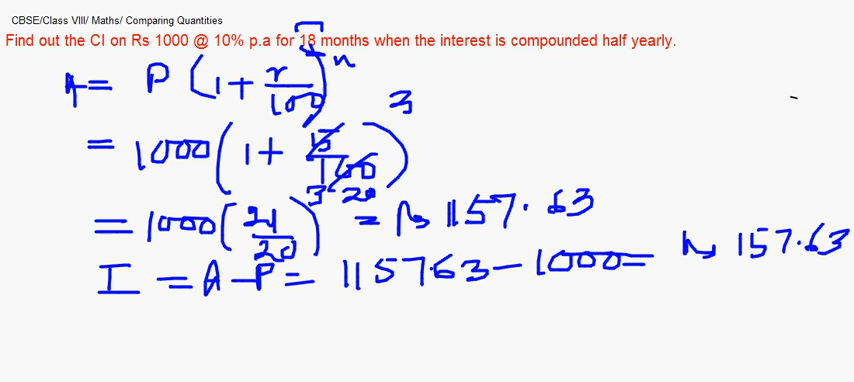 CBSE/Class VIII/ Maths/ Comparing Quantities
Find out the CI on Rs 1000 @ 10% p.a for 18 months when the interest is compounded half yearly.
A = P (1 + r/100)^n
= 1000 (1 + 5/100)^3
= 1000 (21/20)^3 = Rs 1157.63
I = A - P = 1157.63 - 1000 = Rs 157.63